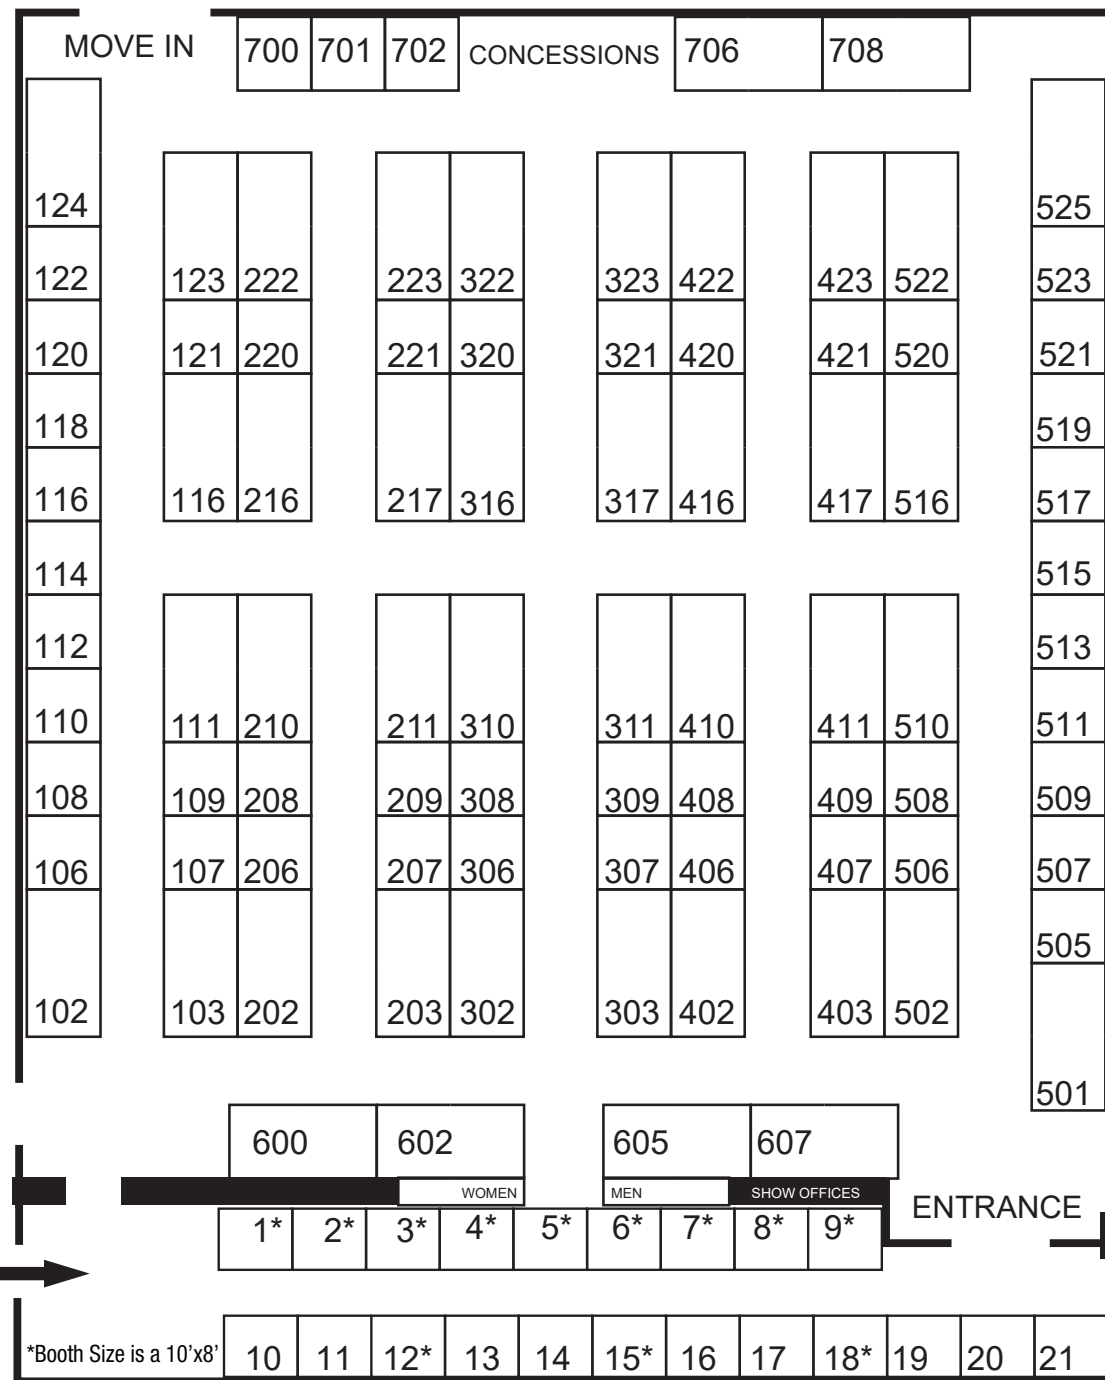 MOVE IN 700 701 702 CONCESSIONS 706 708
124 525
122 123 222 223 322 323 422 423 522 523
120 121 220 221 320 321 420 421 520 521
118 519
116 116 216 217 316 317 416 417 516 517
114 515
112 513
110 111 210 211 310 311 410 411 510 511
108 109 208 209 308 309 408 409 508 509
106 107 206 207 306 307 406 407 506 507
505
102 103 202 203 302 303 402 403 502
501
600 602 605 607
WOMEN MEN SHOW OFFICES
ENTRANCE
1* 2* 3* 4* 5* 6* 7* 8* 9*
*Booth Size is a 10'x8' 10 11 12* 13 14 15* 16 17 18* 19 20 21